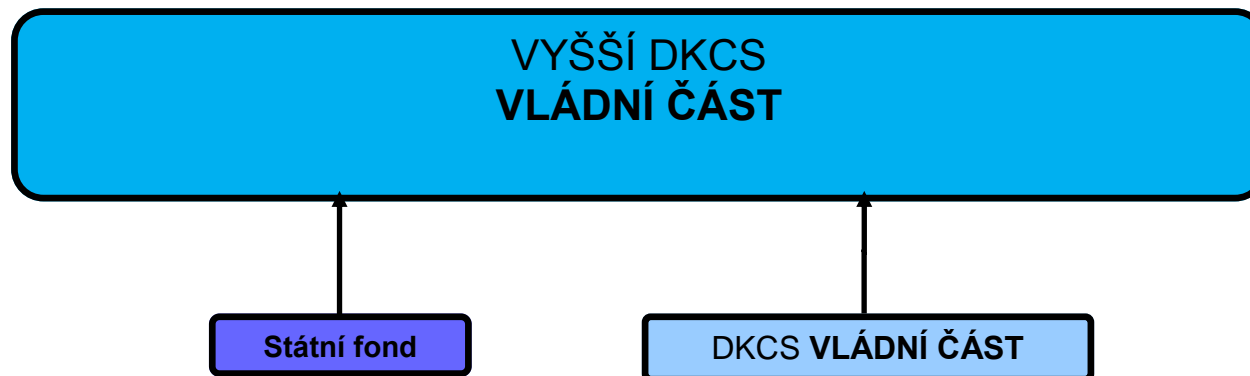 VYŠŠÍ DKCS
VLÁDNÍ ČÁST
Státní fond
DKCS VLÁDNÍ ČÁST